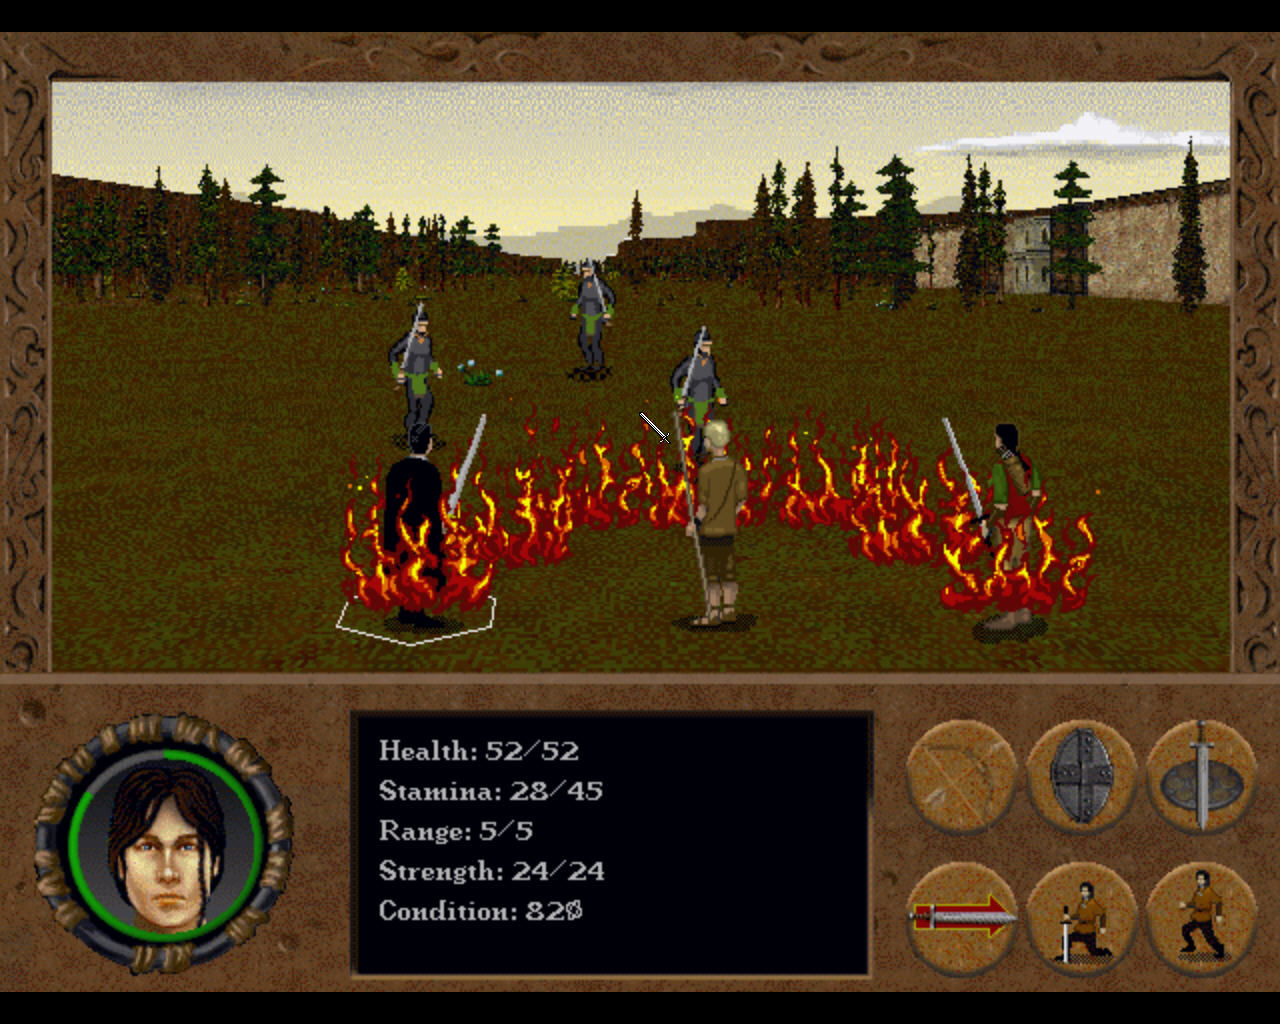 Health: 52/52
Stamina: 28/45
Range: 5/5
Strength: 24/24
Condition: 82%